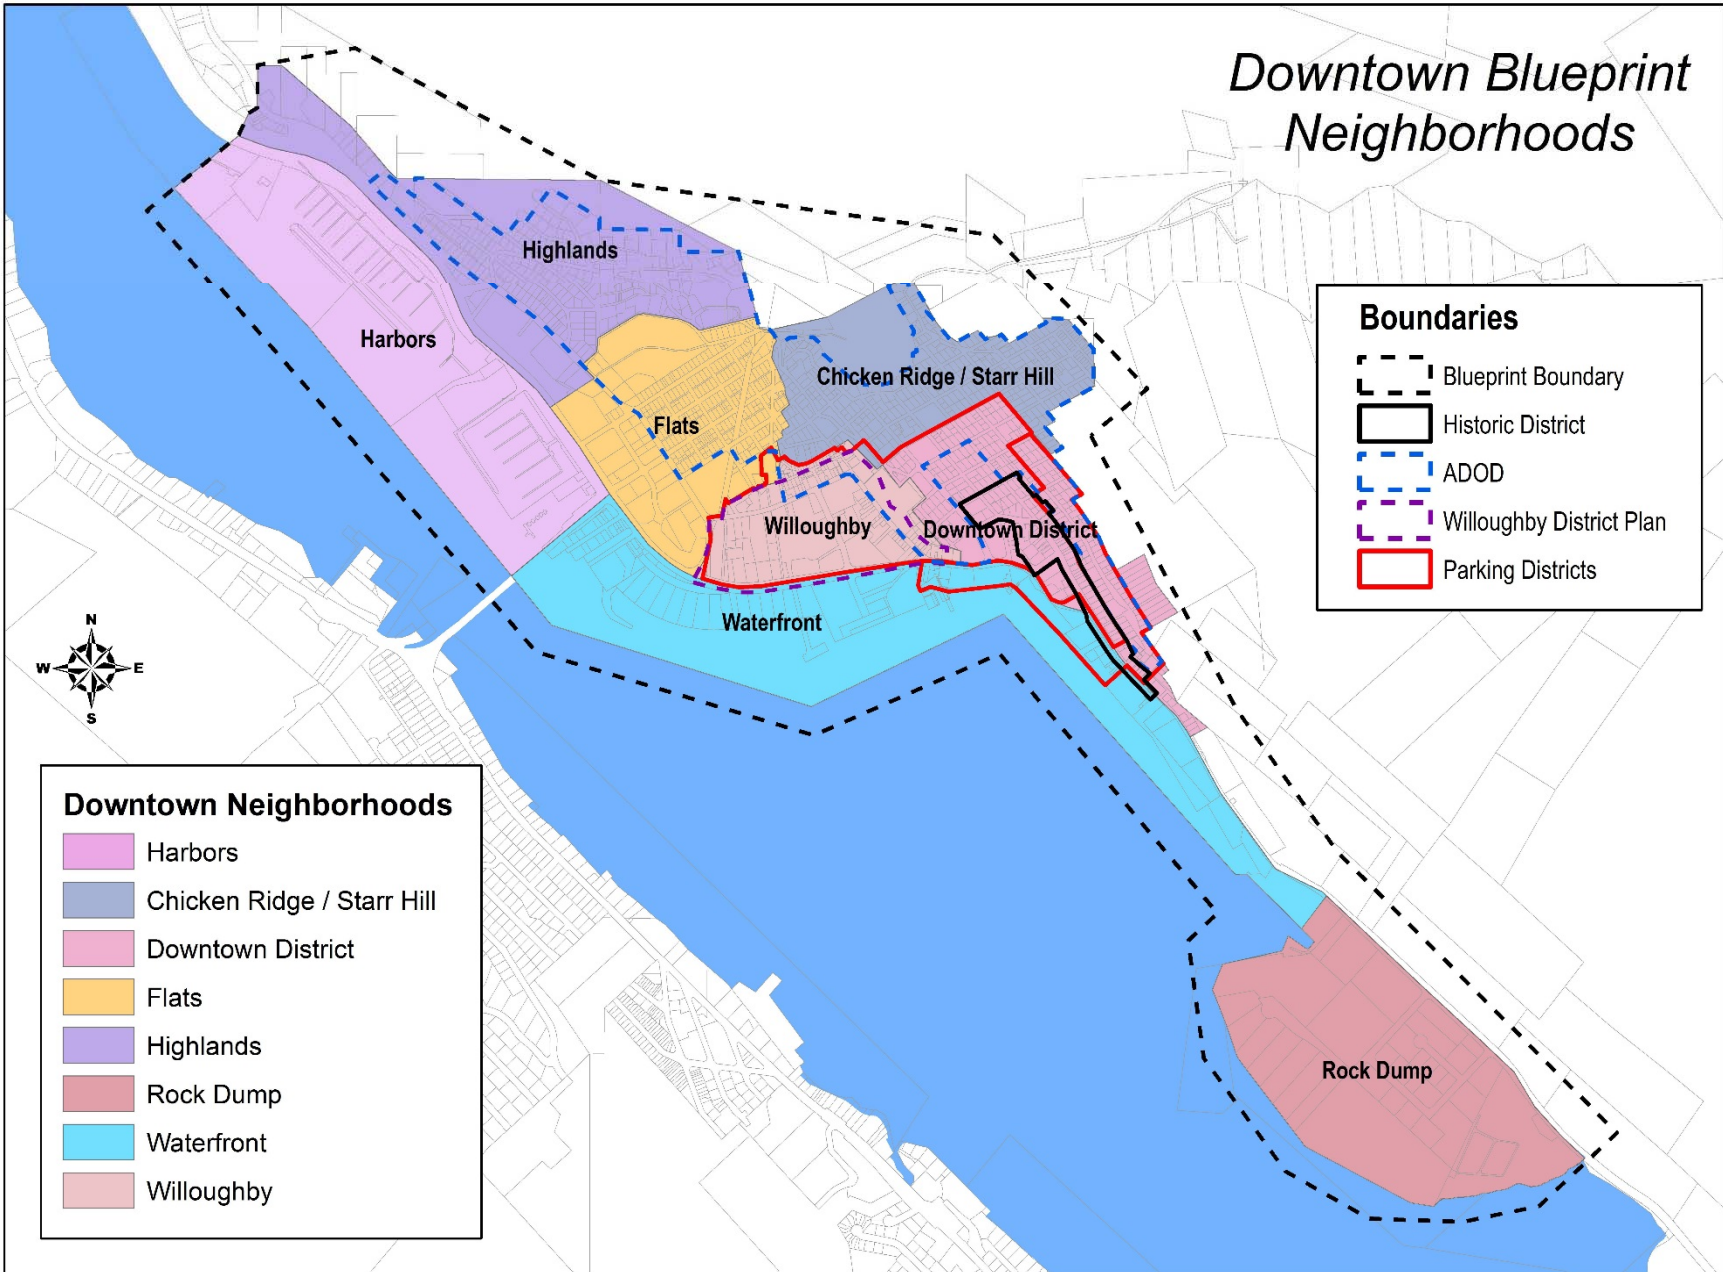 Downtown Blueprint
Neighborhoods
Highlands
Harbors
Chicken Ridge / Starr Hill
Flats
Willoughby
Downtown District
Waterfront
Rock Dump
Boundaries
Blueprint Boundary
Historic District
ADOD
Willoughby District Plan
Parking Districts
N
W E
S
Downtown Neighborhoods
Harbors
Chicken Ridge / Starr Hill
Downtown District
Flats
Highlands
Rock Dump
Waterfront
Willoughby